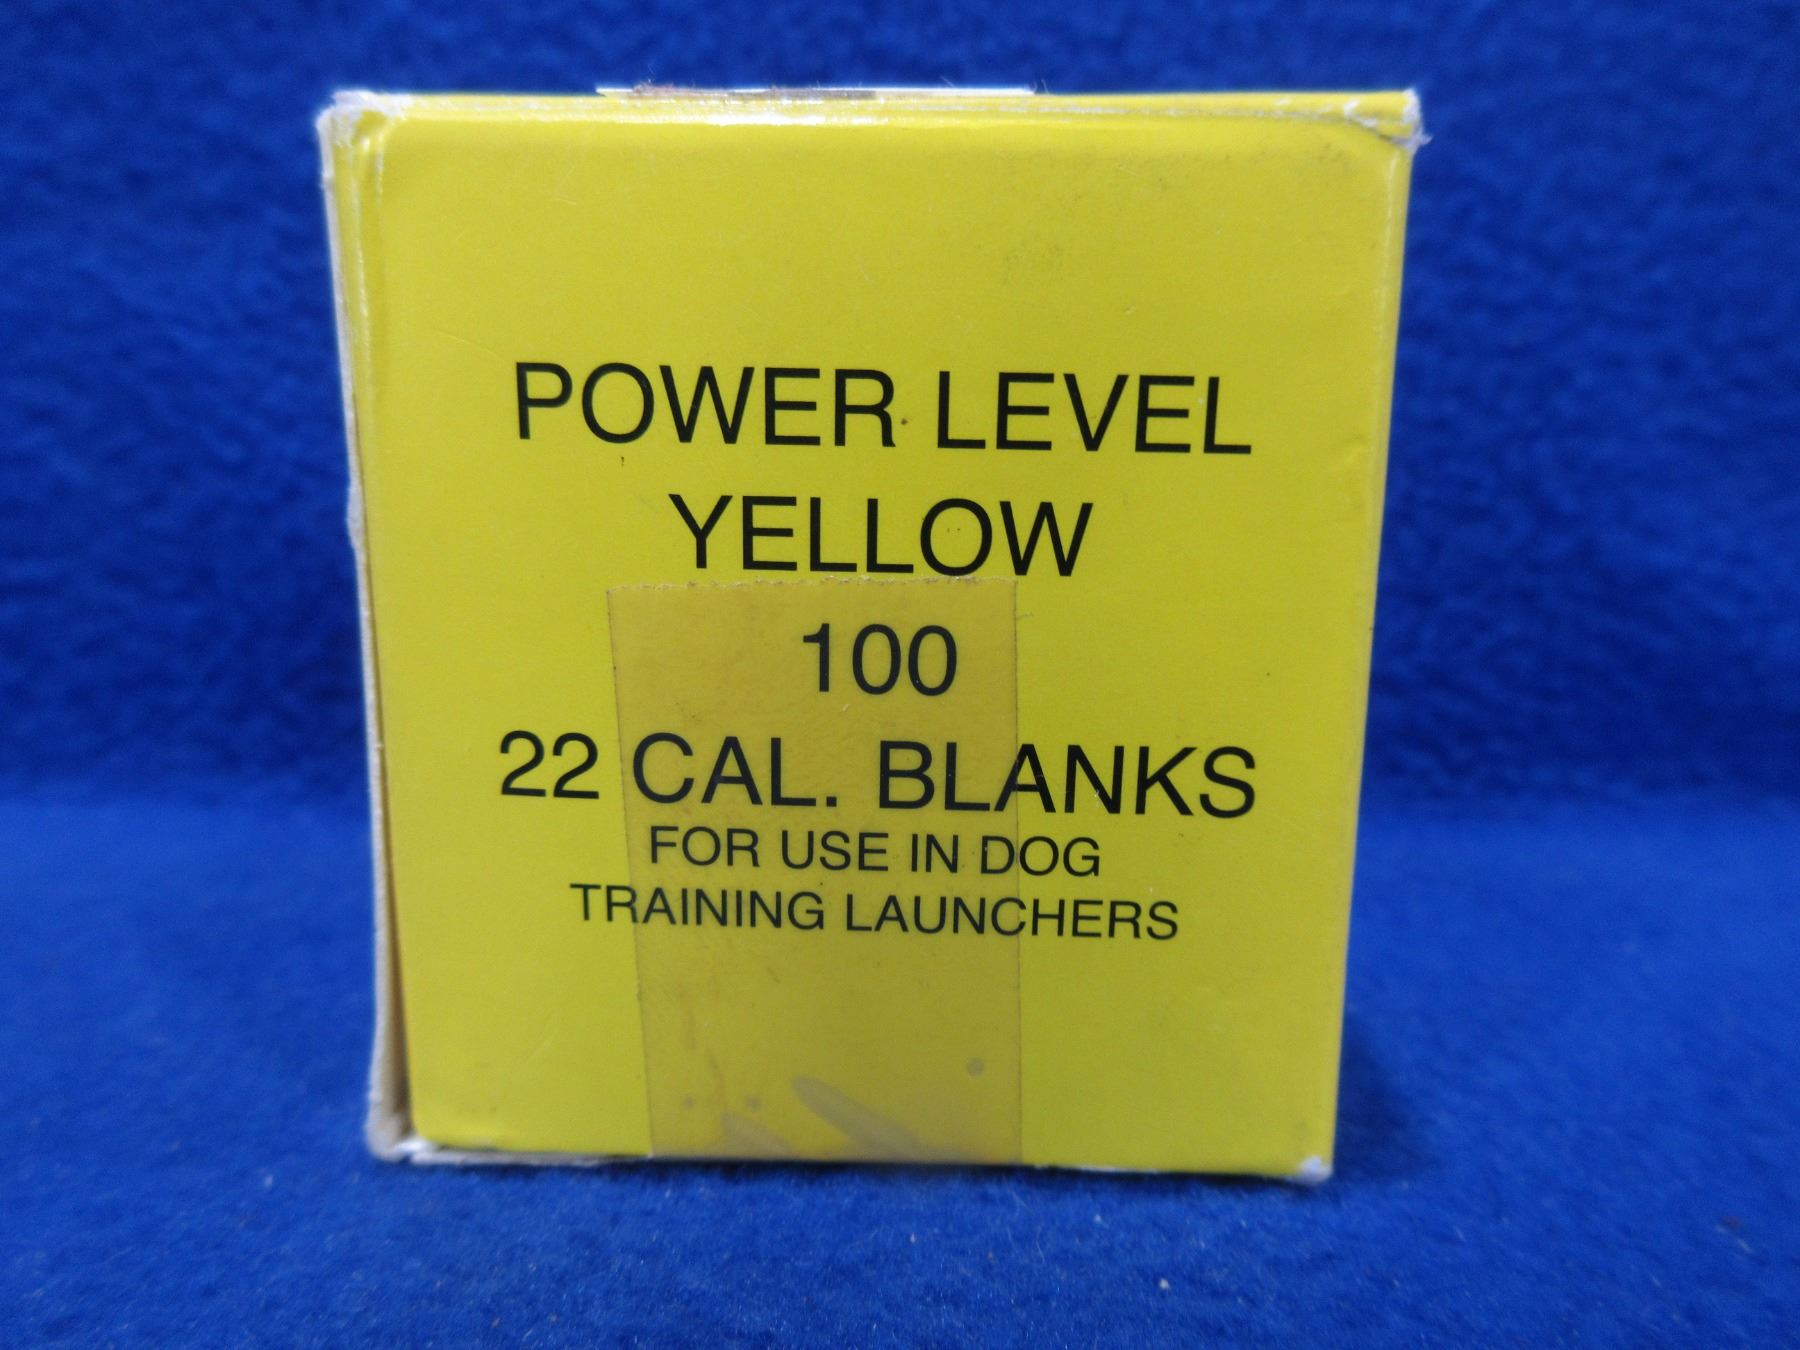 POWER LEVEL
YELLOW
100
22 CAL. BLANKS
FOR USE IN DOG
TRAINING LAUNCHERS